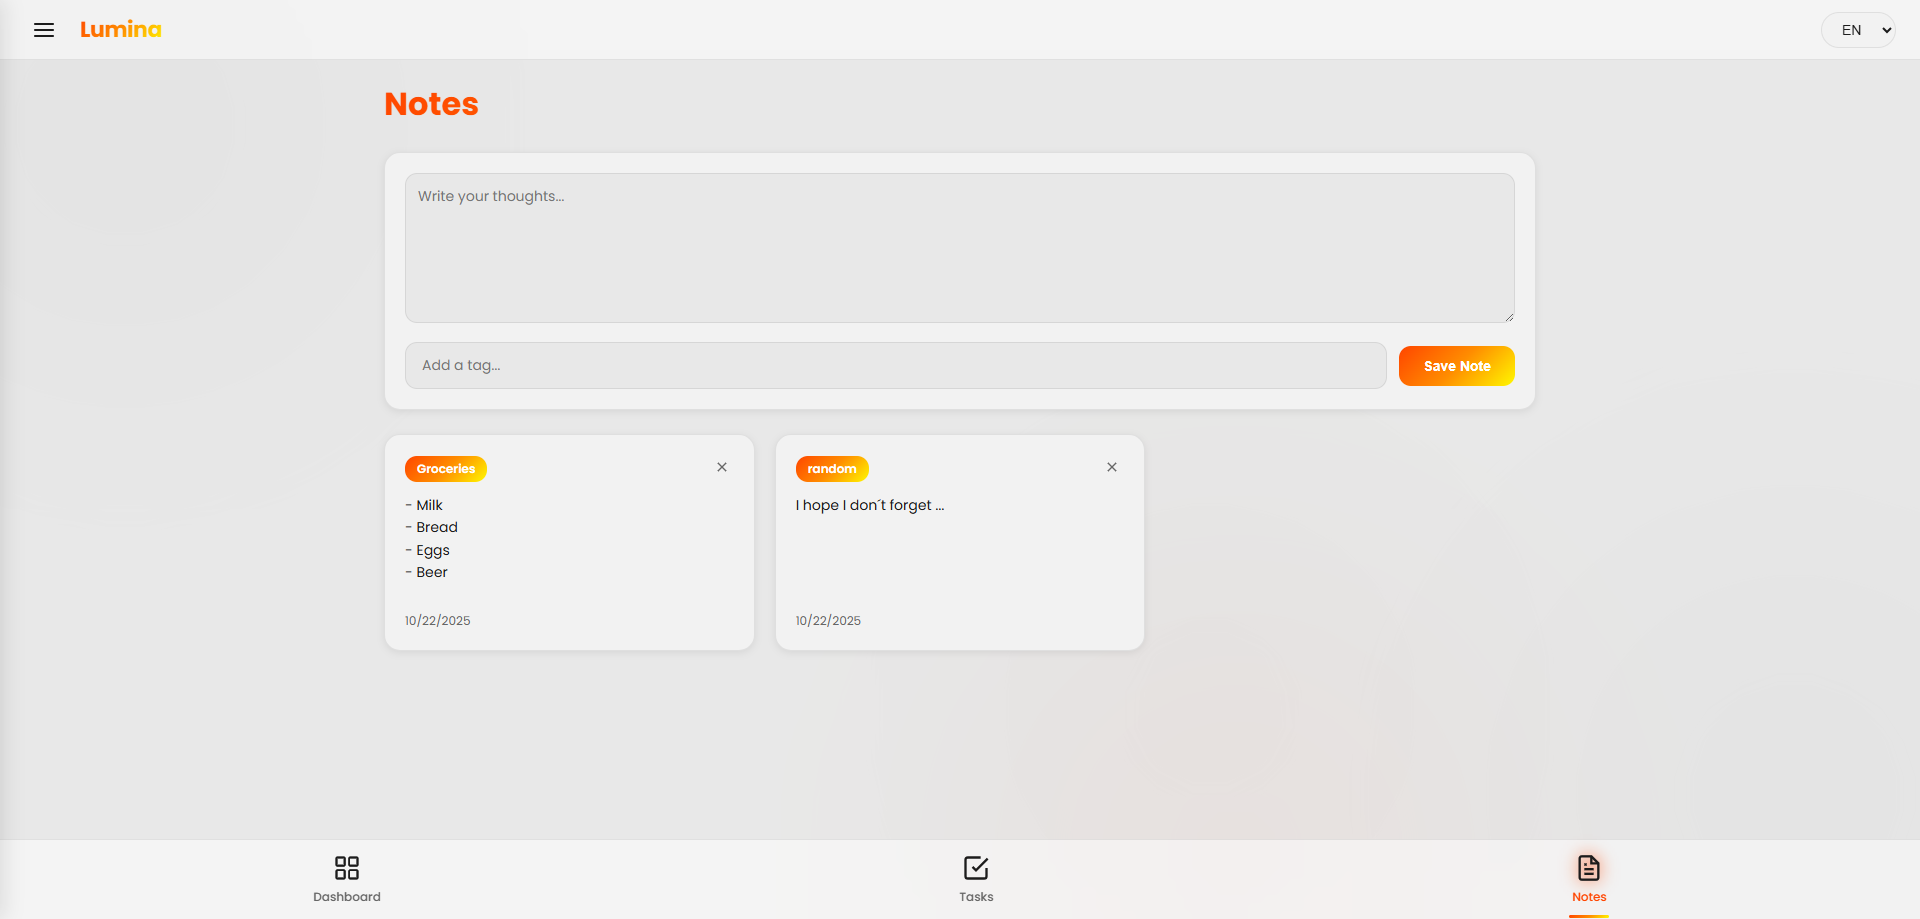 Lumina
EN
Notes
Write your thoughts...
Add a tag...
Save Note
Groceries
- Milk
- Bread
- Eggs
- Beer
10/22/2025
random
I hope I don´t forget ...
10/22/2025
Dashboard
Tasks
Notes